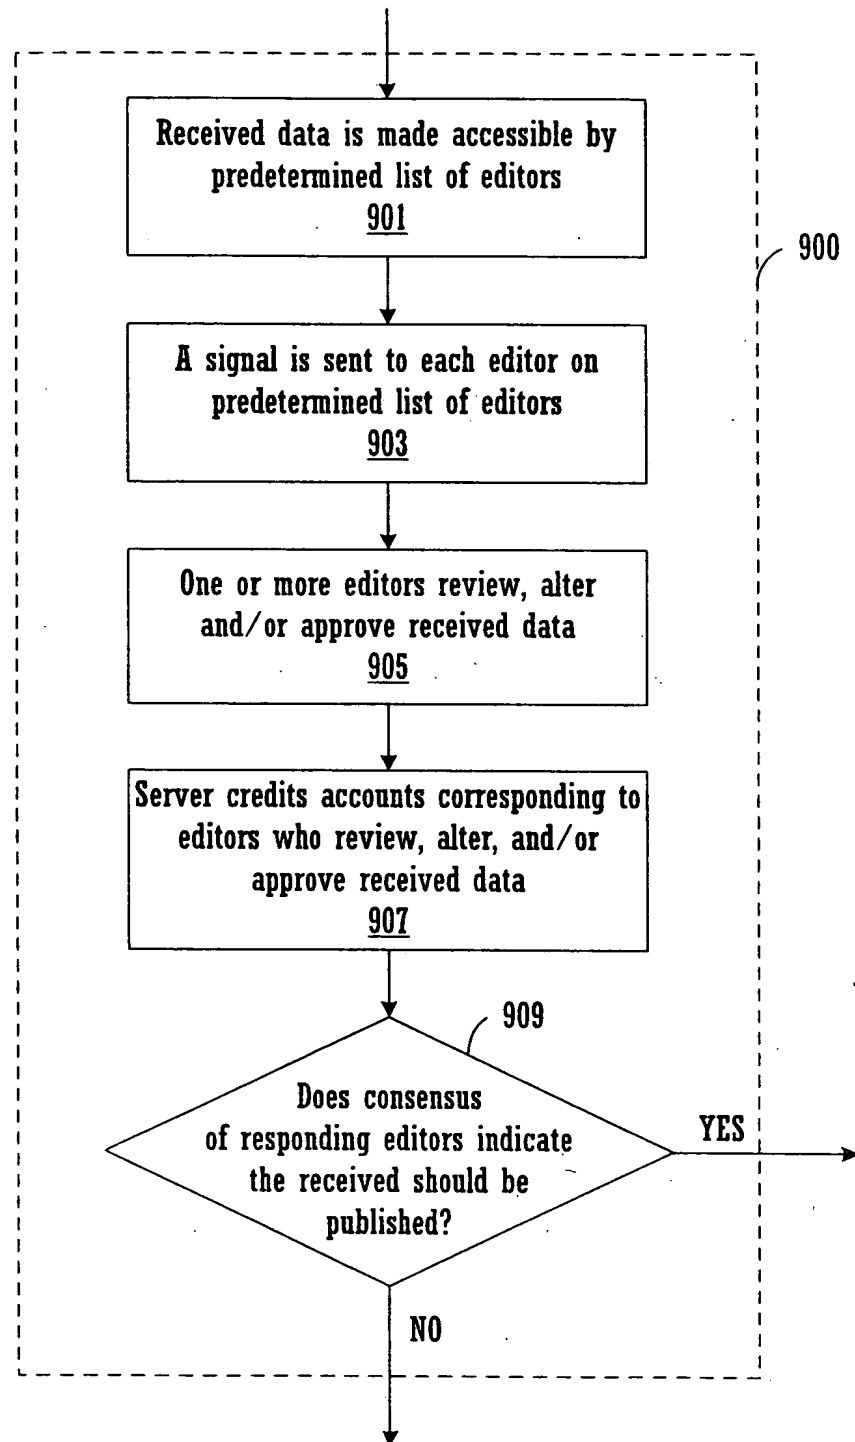 Received data is made accessible by
predetermined list of editors
901
900
A signal is sent to each editor on
predetermined list of editors
903
One or more editors review, alter
and/or approve received data
905
Server credits accounts corresponding to
editors who review, alter, and/or
approve received data
907
909
Does consensus
of responding editors indicate
the received should be
published?
YES
NO